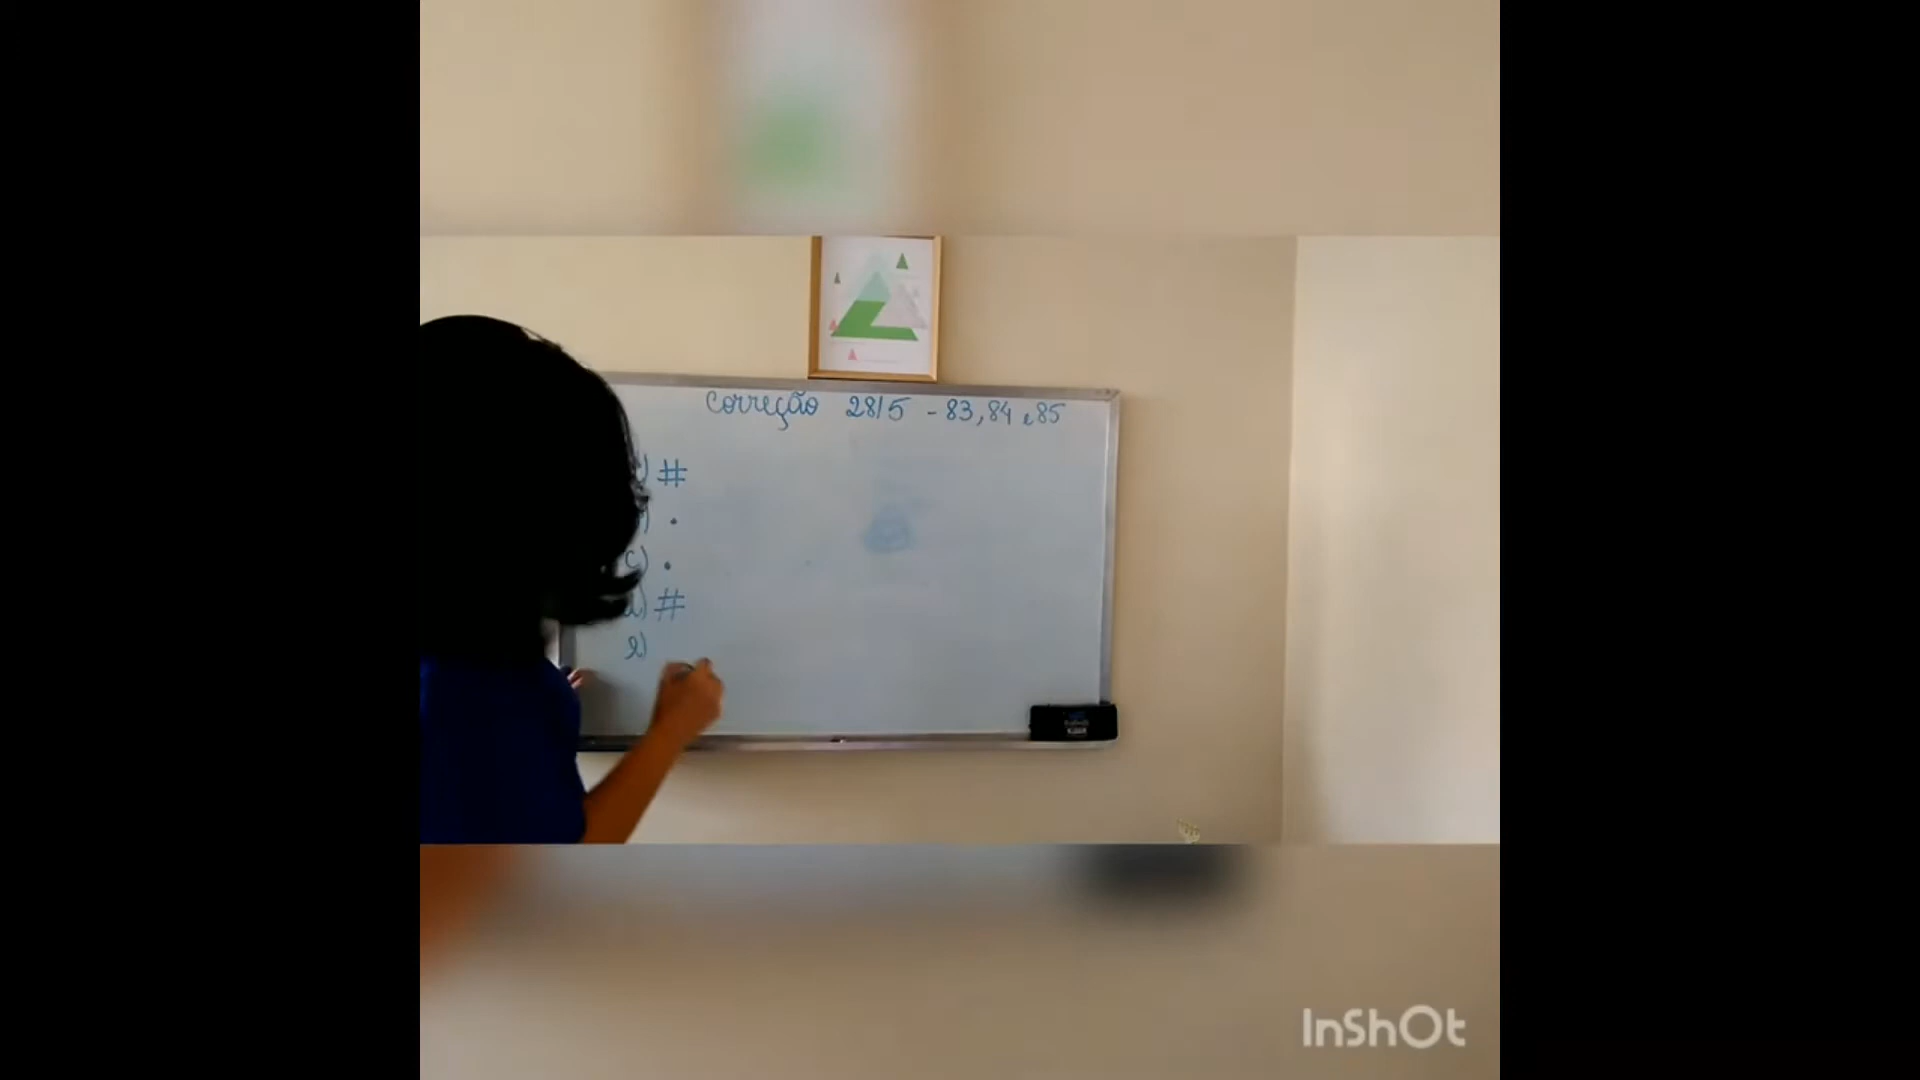 Correção 28/5 - 83, 84 e 85
) #
) •
c) •
d) #
e)
InShOt